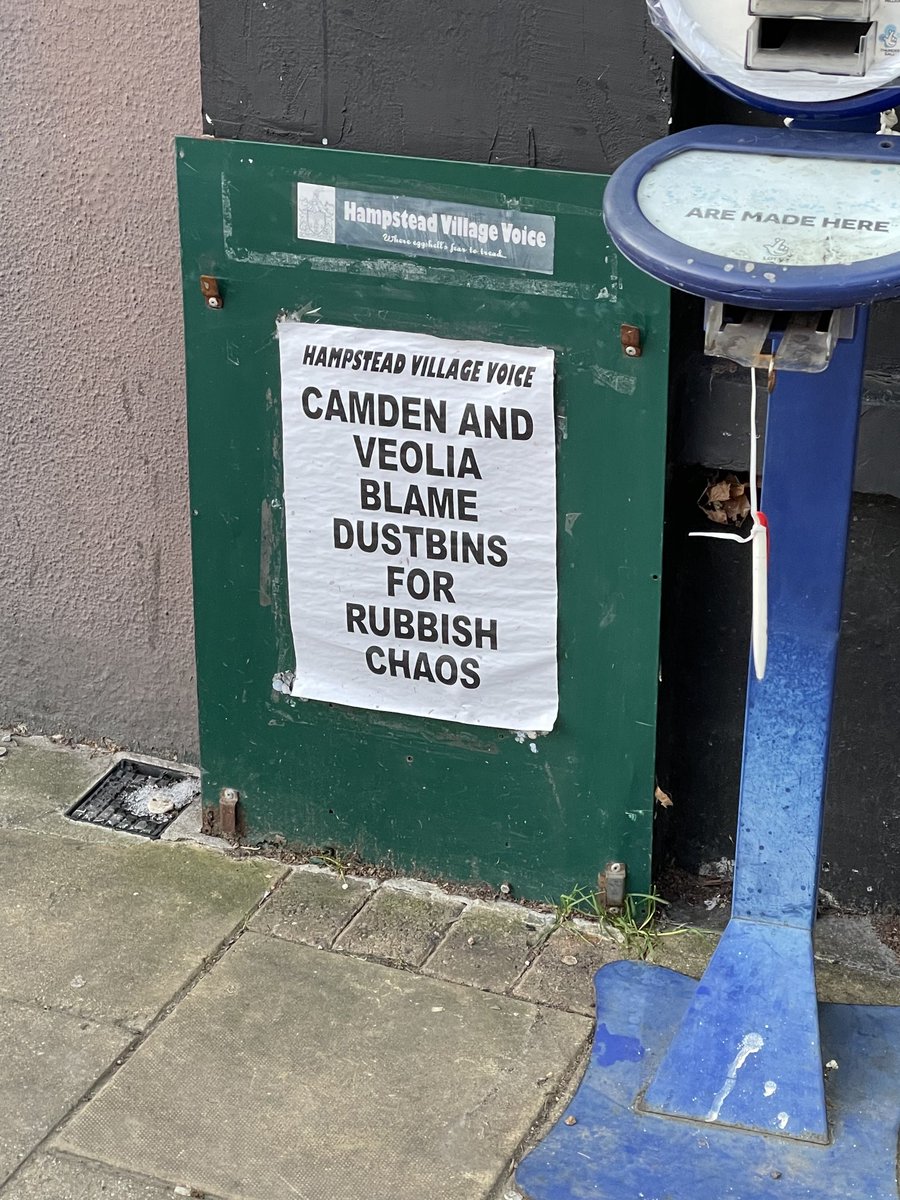 Hampstead Village Voice
Where eggshell's fear to tread...
HAMPSTEAD VILLAGE VOICE
CAMDEN AND
VEOLIA
BLAME
DUSTBINS
FOR
RUBBISH
CHAOS
ARE MADE HERE